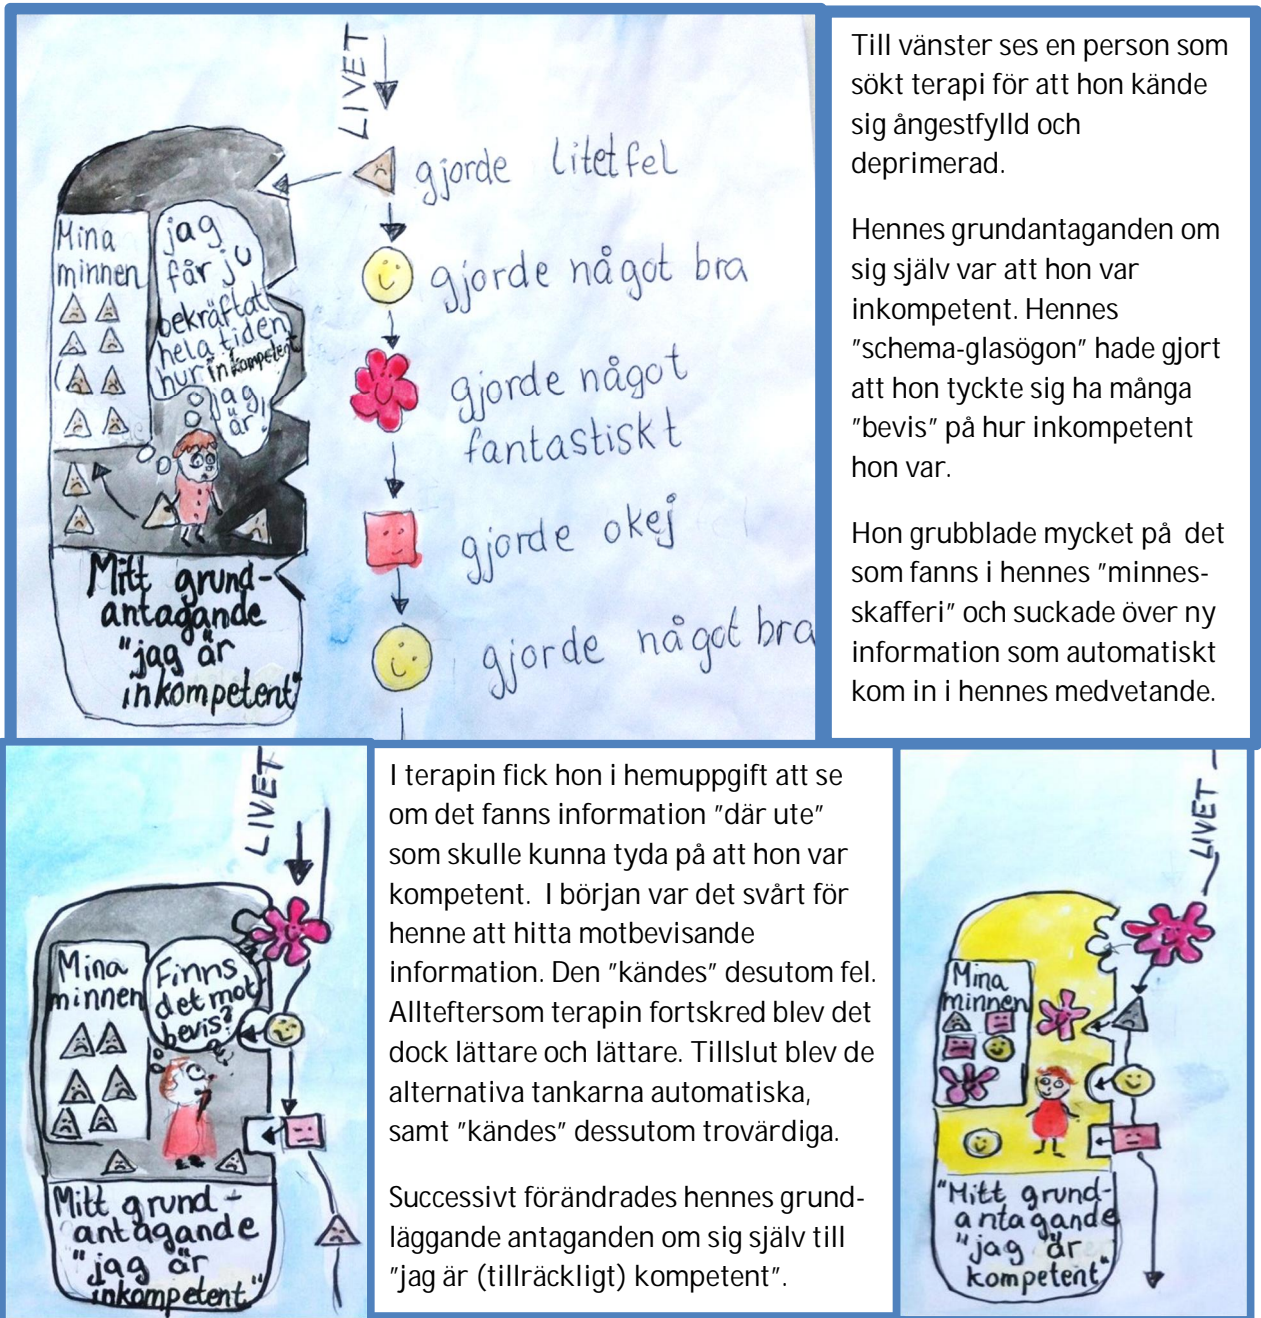 LIVET
gjorde litet fel
gjorde något bra
gjorde något
fantastiskt
gjorde okej
gjorde något bra
Mina
minnen
jag
får ju
bekräftat
hela tiden
hur inkompetent
jag
är!
Mitt grund-
antagande
"jag är
inkompetent"
Till vänster ses en person som
sökt terapi för att hon kände
sig ångestfylld och
deprimerad.
Hennes grundantaganden om
sig själv var att hon var
inkompetent. Hennes
"schema-glasögon" hade gjort
att hon tyckte sig ha många
"bevis" på hur inkompetent
hon var.
Hon grubblade mycket på det
som fanns i hennes "minnes-
skafferi" och suckade över ny
information som automatiskt
kom in i hennes medvetande.
LIVET
Mina
minnen
Finns
det mot
bevis?
Mitt grund-
antagande
"jag är
inkompetent"
I terapin fick hon i hemuppgift att se
om det fanns information "där ute"
som skulle kunna tyda på att hon var
kompetent. I början var det svårt för
henne att hitta motbevisande
information. Den "kändes" desutom fel.
Allteftersom terapin fortskred blev det
dock lättare och lättare. Tillslut blev de
alternativa tankarna automatiska,
samt "kändes" dessutom trovärdiga.
Successivt förändrades hennes grund-
läggande antaganden om sig själv till
"jag är (tillräckligt) kompetent".
LIVET
Mina
minnen
"Mitt grund-
antagande
"jag är
kompetent"